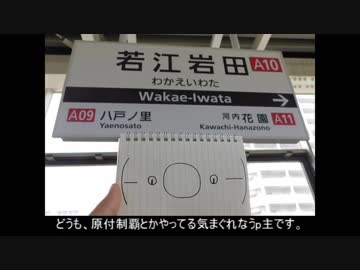 若江岩田
A10
わかえいわた
Wakae-Iwata
A09 八戸ノ里
Yaenosato
河内花園 A11
Kawachi-Hanazono
どうも、原付制覇とかやってる気まぐれなうp主です。